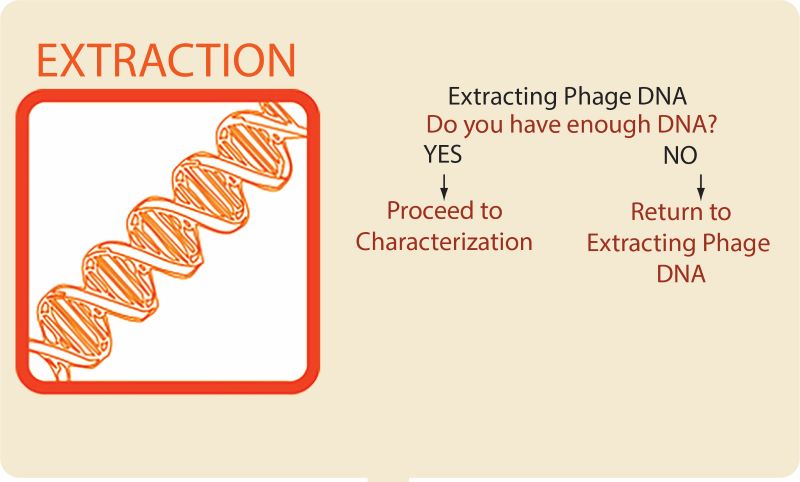 EXTRACTION
Extracting Phage DNA
Do you have enough DNA?
YES
NO
Proceed to
Characterization
Return to
Extracting Phage
DNA